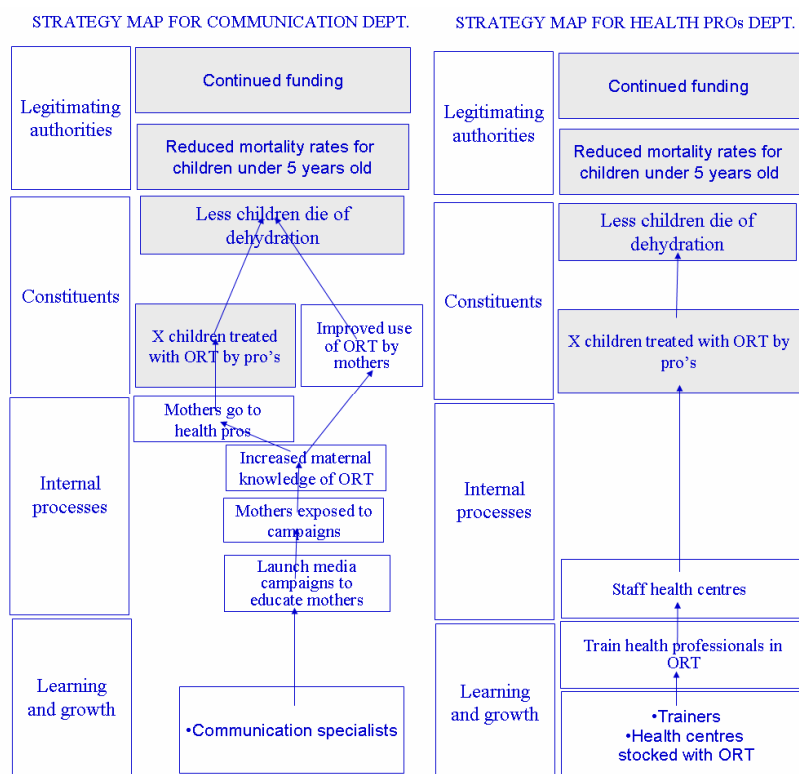 STRATEGY MAP FOR COMMUNICATION DEPT.
Legitimating
authorities
Continued funding
Reduced mortality rates for
children under 5 years old
Constituents
Less children die of
dehydration
X children treated
with ORT by pro's
Improved use
of ORT by
mothers
Internal
processes
Mothers go to
health pros
Increased maternal
knowledge of ORT
Mothers exposed to
campaigns
Launch media
campaigns to
educate mothers
Learning
and growth
•Communication specialists
STRATEGY MAP FOR HEALTH PROs DEPT.
Legitimating
authorities
Continued funding
Reduced mortality rates for
children under 5 years old
Constituents
Less children die of
dehydration
X children treated with ORT by
pro's
Internal
processes
Staff health centres
Learning
and growth
Train health professionals in
ORT
•Trainers
•Health centres
stocked with ORT